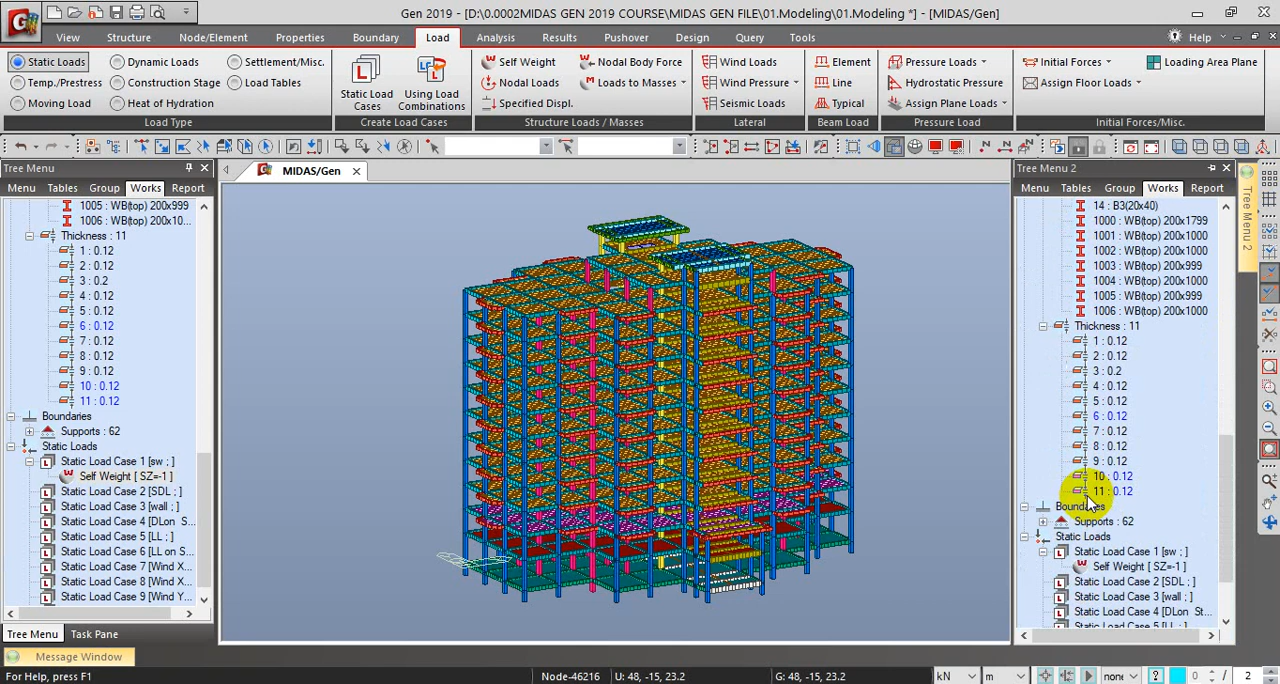 Gen 2019 - [D:\0.0002MIDAS GEN 2019 COURSE\MIDAS GEN FILE\01.Modeling\01.Modeling *] - [MIDAS/Gen]
View Structure Node/Element Properties Boundary Load Analysis Results Pushover Design Query Tools Help
Static Loads Dynamic Loads Settlement/Misc.
Temp./Prestress Construction Stage Load Tables
Moving Load Heat of Hydration
Load Type
Static Load Cases
Using Load Combinations
Create Load Cases
Self Weight Nodal Body Force
Nodal Loads Loads to Masses
Specified Displ.
Structure Loads / Masses
Wind Loads
Wind Pressure
Seismic Loads
Lateral
Element
Line
Typical
Beam Load
Pressure Loads
Hydrostatic Pressure
Assign Plane Loads
Pressure Load
Initial Forces Loading Area Plane
Assign Floor Loads
Initial Forces/Misc.
Tree Menu
Menu Tables Group Works Report
1005 : WB(top) 200x999
1006 : WB(top) 200x10...
Thickness : 11
1 : 0.12
2 : 0.12
3 : 0.2
4 : 0.12
5 : 0.12
6 : 0.12
7 : 0.12
8 : 0.12
9 : 0.12
10 : 0.12
11 : 0.12
Boundaries
Supports : 62
Static Loads
Static Load Case 1 [sw ; ]
Self Weight [ SZ=-1 ]
Static Load Case 2 [SDL ; ]
Static Load Case 3 [wall ; ]
Static Load Case 4 [DLon S...
Static Load Case 5 [LL ; ]
Static Load Case 6 [LL on S...
Static Load Case 7 [Wind X...
Static Load Case 8 [Wind X...
Static Load Case 9 [Wind Y...
Tree Menu Task Pane
Message Window
MIDAS/Gen
Tree Menu 2
Menu Tables Group Works Report
14 : B3(20x40)
1000 : WB(top) 200x1799
1001 : WB(top) 200x1000
1002 : WB(top) 200x1000
1003 : WB(top) 200x999
1004 : WB(top) 200x1000
1005 : WB(top) 200x999
1006 : WB(top) 200x1000
Thickness : 11
1 : 0.12
2 : 0.12
3 : 0.2
4 : 0.12
5 : 0.12
6 : 0.12
7 : 0.12
8 : 0.12
9 : 0.12
10 : 0.12
11 : 0.12
Boundaries
Supports : 62
Static Loads
Static Load Case 1 [sw ; ]
Self Weight [ SZ=-1 ]
Static Load Case 2 [SDL ; ]
Static Load Case 3 [wall ; ]
Static Load Case 4 [DLon St...
Static Load Case 5 [LL ; ]
Tree Menu 2
For Help, press F1 Node-46216 U: 48, -15, 23.2 G: 48, -15, 23.2 kN m none 0 / 2